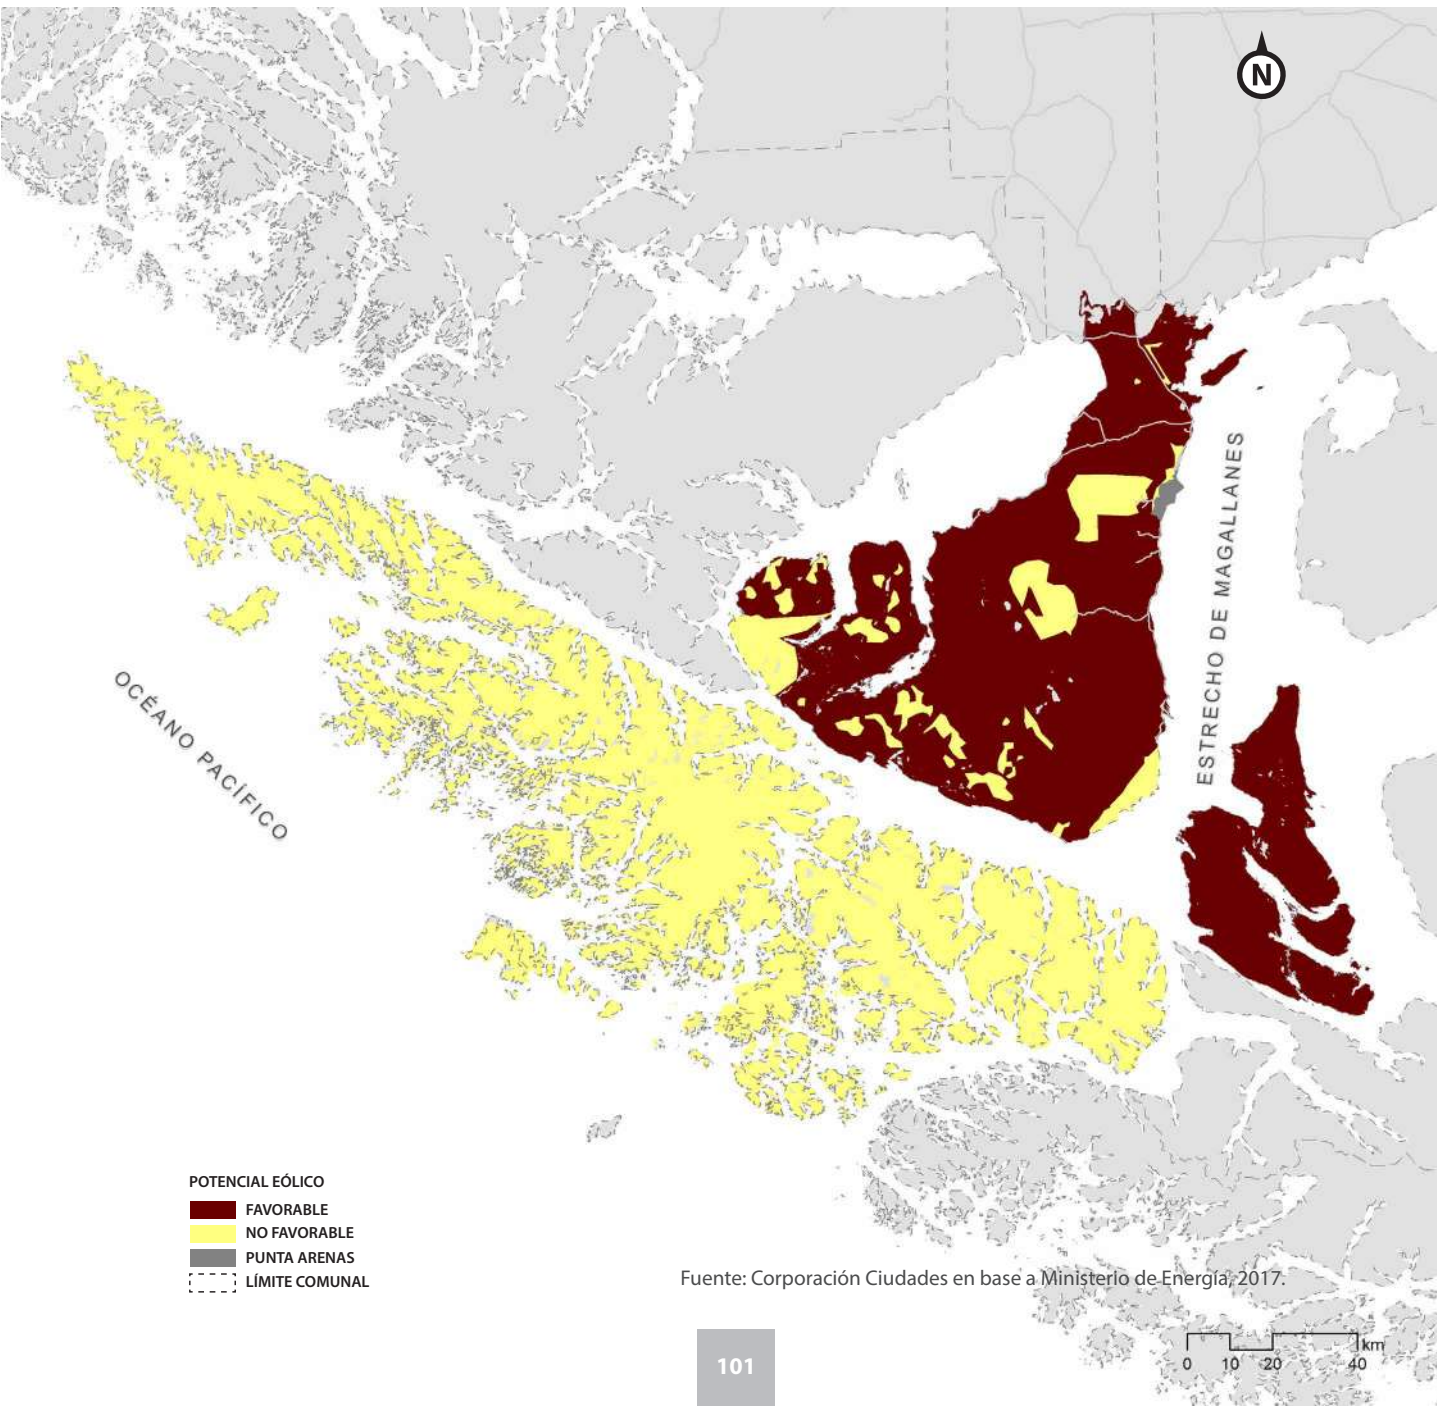 N
ESTRECHO DE MAGALLANES
OCÉANO PACÍFICO
POTENCIAL EÓLICO
FAVORABLE
NO FAVORABLE
PUNTA ARENAS
LÍMITE COMUNAL
Fuente: Corporación Ciudades en base a Ministerio de Energía, 2017.
km
0 10 20 40
101